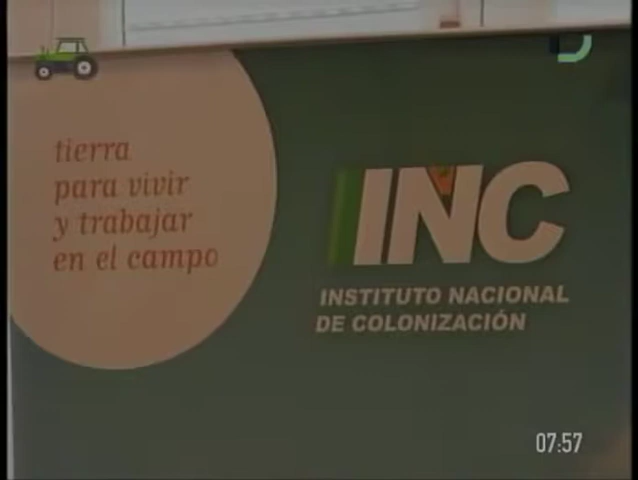 tierra
para vivir
y trabajar
en el campo
INC
INSTITUTO NACIONAL
DE COLONIZACIÓN
07:57